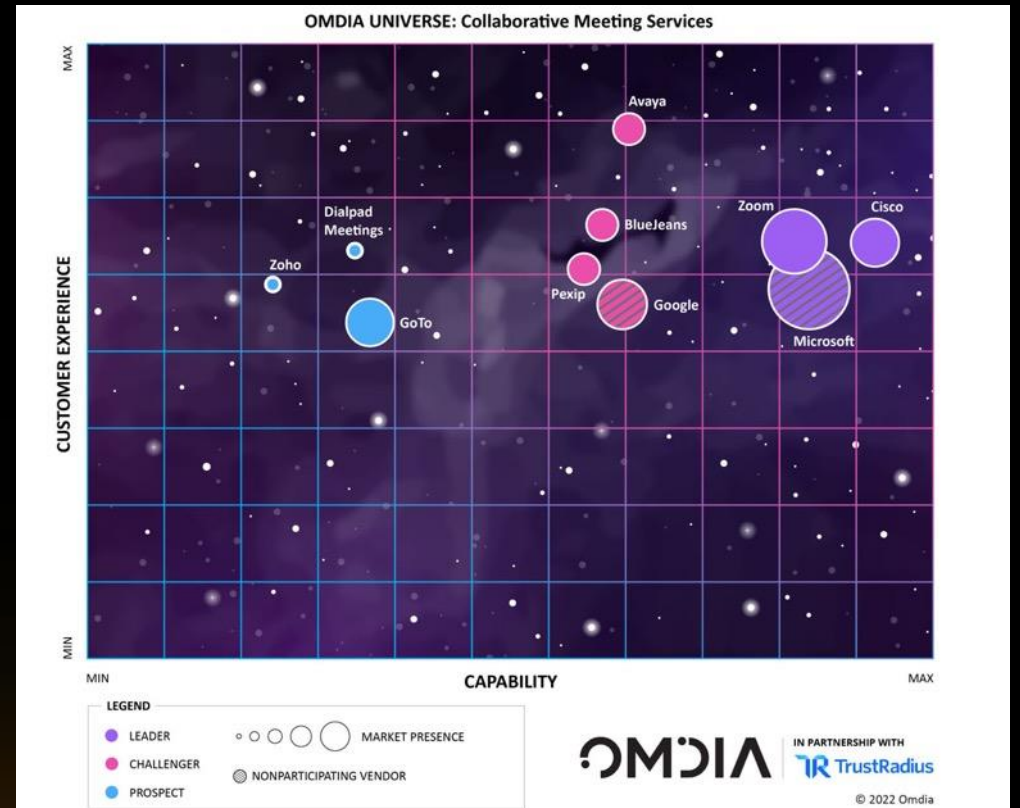 OMDIA UNIVERSE: Collaborative Meeting Services
MAX
CUSTOMER EXPERIENCE
MIN
Avaya
Zoom
Cisco
Dialpad
Meetings
BlueJeans
Zoho
Pexip
Google
GoTo
Microsoft
MIN
CAPABILITY
MAX
LEGEND
LEADER
MARKET PRESENCE
CHALLENGER
NONPARTICIPATING VENDOR
PROSPECT
OMDIA
IN PARTNERSHIP WITH
TR TrustRadius
© 2022 Omdia